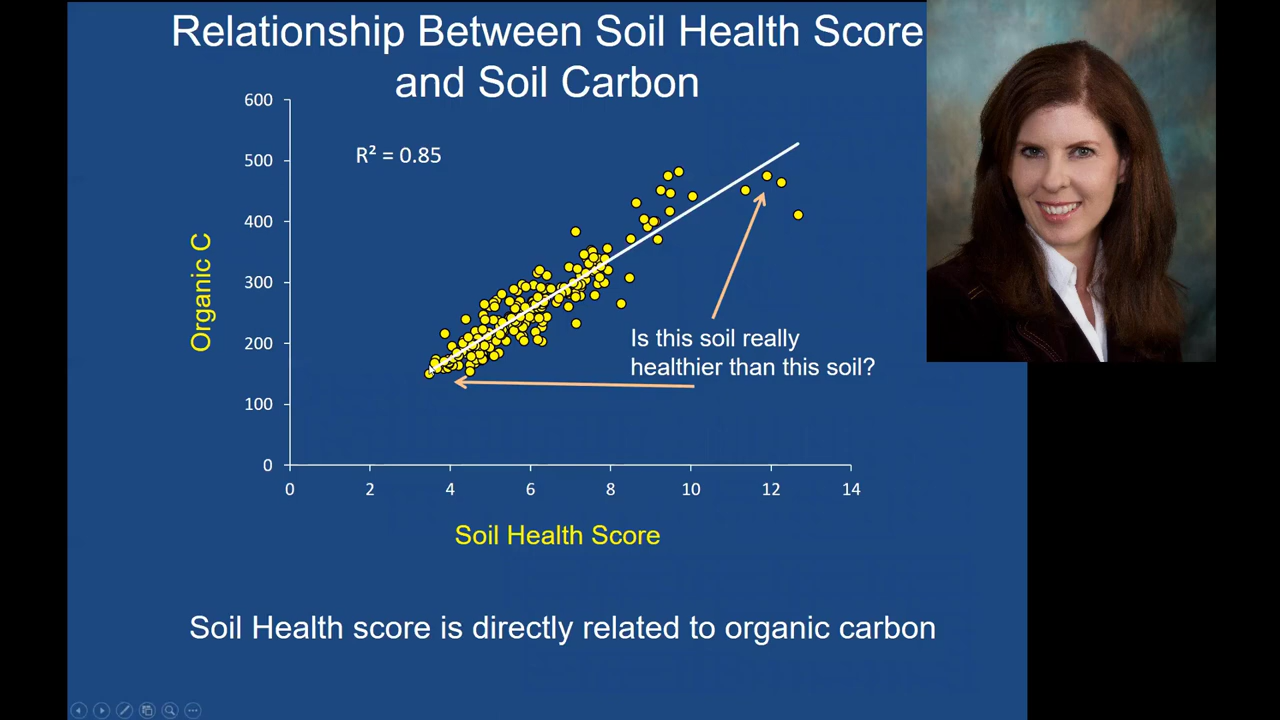 Relationship Between Soil Health Score
and Soil Carbon
600
500
400
300
200
100
0
R² = 0.85
Organic C
Is this soil really
healthier than this soil?
0 2 4 6 8 10 12 14
Soil Health Score
Soil Health score is directly related to organic carbon